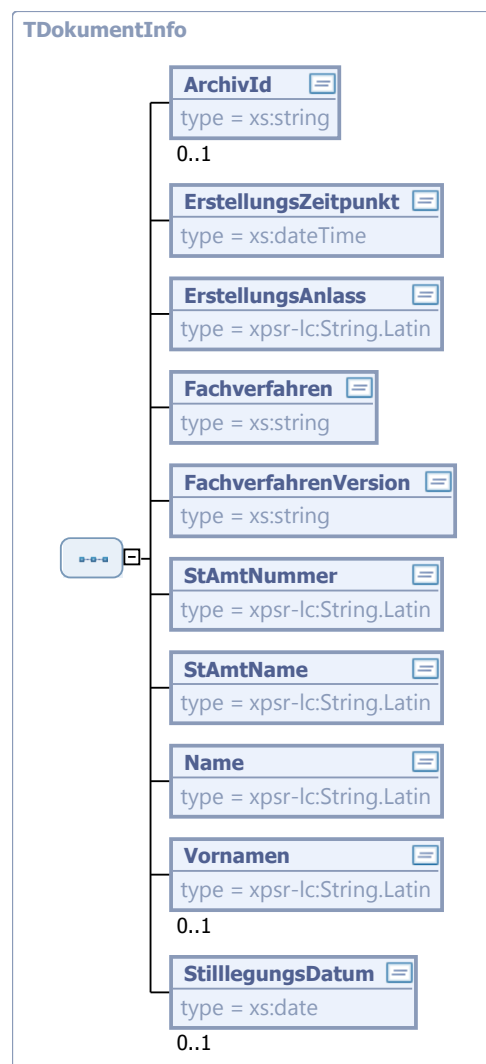 TDokumentInfo
ArchivId
type = xs:string
0..1
ErstellungsZeitpunkt
type = xs:dateTime
ErstellungsAnlass
type = xpsr-lc:String.Latin
Fachverfahren
type = xs:string
FachverfahrenVersion
type = xs:string
StAmtNummer
type = xpsr-lc:String.Latin
StAmtName
type = xpsr-lc:String.Latin
Name
type = xpsr-lc:String.Latin
Vornamen
type = xpsr-lc:String.Latin
0..1
StilllegungsDatum
type = xs:date
0..1